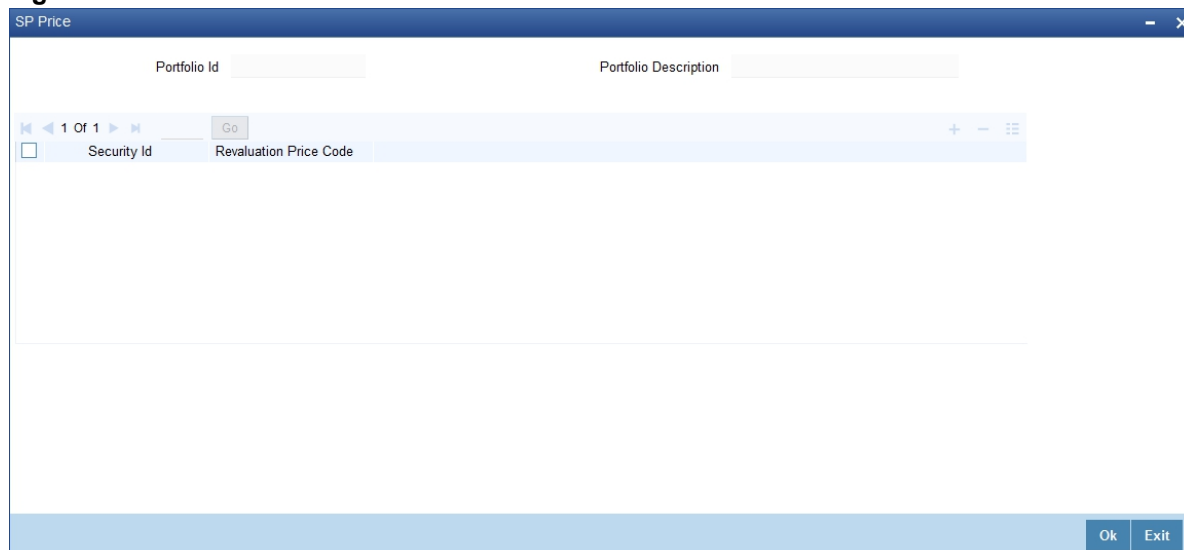 SP Price
Portfolio Id
Portfolio Description
1 Of 1
Go
Security Id
Revaluation Price Code
Ok
Exit